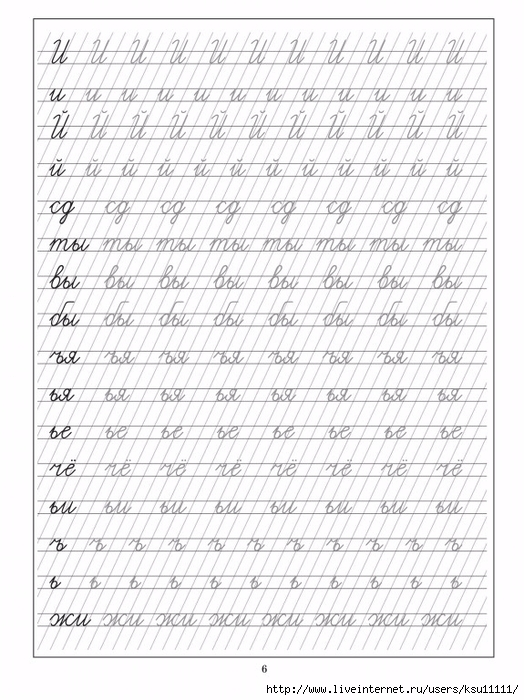 И И И И И И И И И И И
и и и и и и и и и и и и
Й Й Й Й Й Й Й Й Й Й Й
й й й й й й й й й й й й
сд сд сд сд сд сд сд сд
ты ты ты ты ты ты ты ты
вы вы вы вы вы вы вы вы
бы бы бы бы бы бы бы бы
ъя ъя ъя ъя ъя ъя ъя ъя
ья ья ья ья ья ья ья ья
ье ье ье ье ье ье ье ье
чё чё чё чё чё чё чё чё
ьи ьи ьи ьи ьи ьи ьи ьи
ъ ъ ъ ъ ъ ъ ъ ъ ъ ъ ъ
ь ь ь ь ь ь ь ь ь ь ь
жи жи жи жи жи жи жи жи
6
http://www.liveinternet.ru/users/ksu11111/